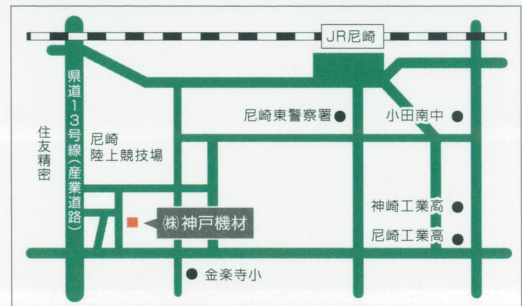 JR尼崎
県道13号線(産業道路)
住友精密
尼崎
陸上競技場
尼崎東警察署
小田南中
㈱神戸機材
神崎工業高
尼崎工業高
金楽寺小